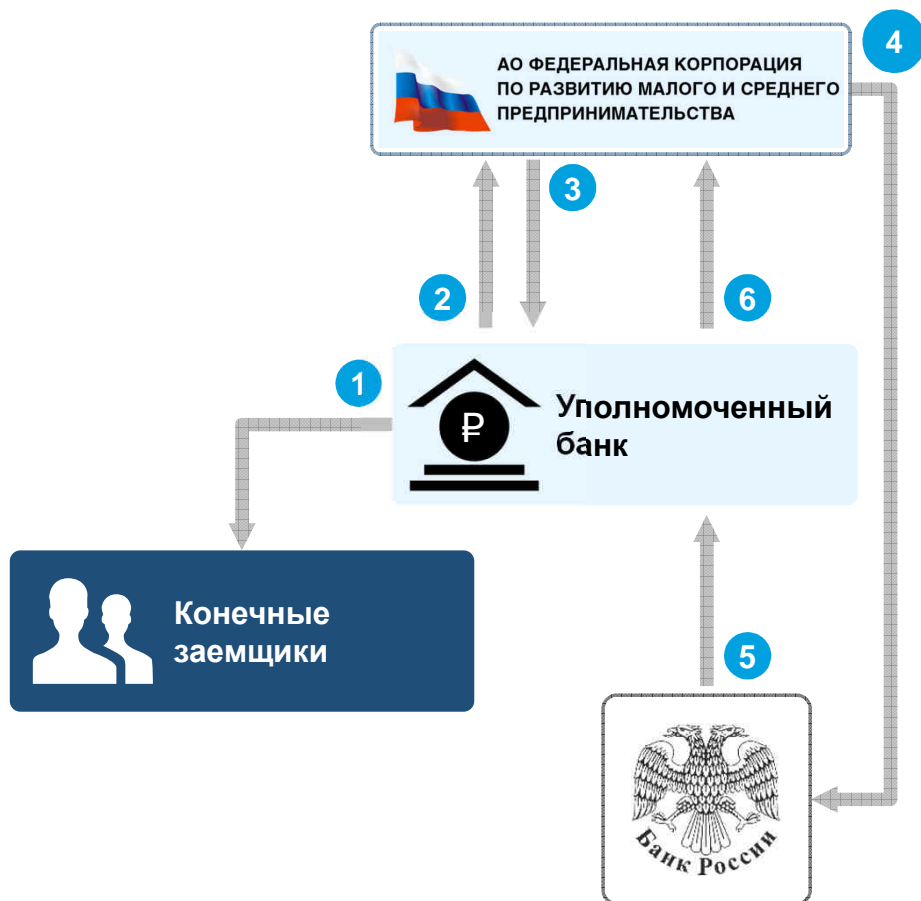 4
АО ФЕДЕРАЛЬНАЯ КОРПОРАЦИЯ
ПО РАЗВИТИЮ МАЛОГО И СРЕДНЕГО
ПРЕДПРИНИМАТЕЛЬСТВА
3
2
6
1
₽
Уполномоченный
банк
Конечные
заемщики
5
Банк России